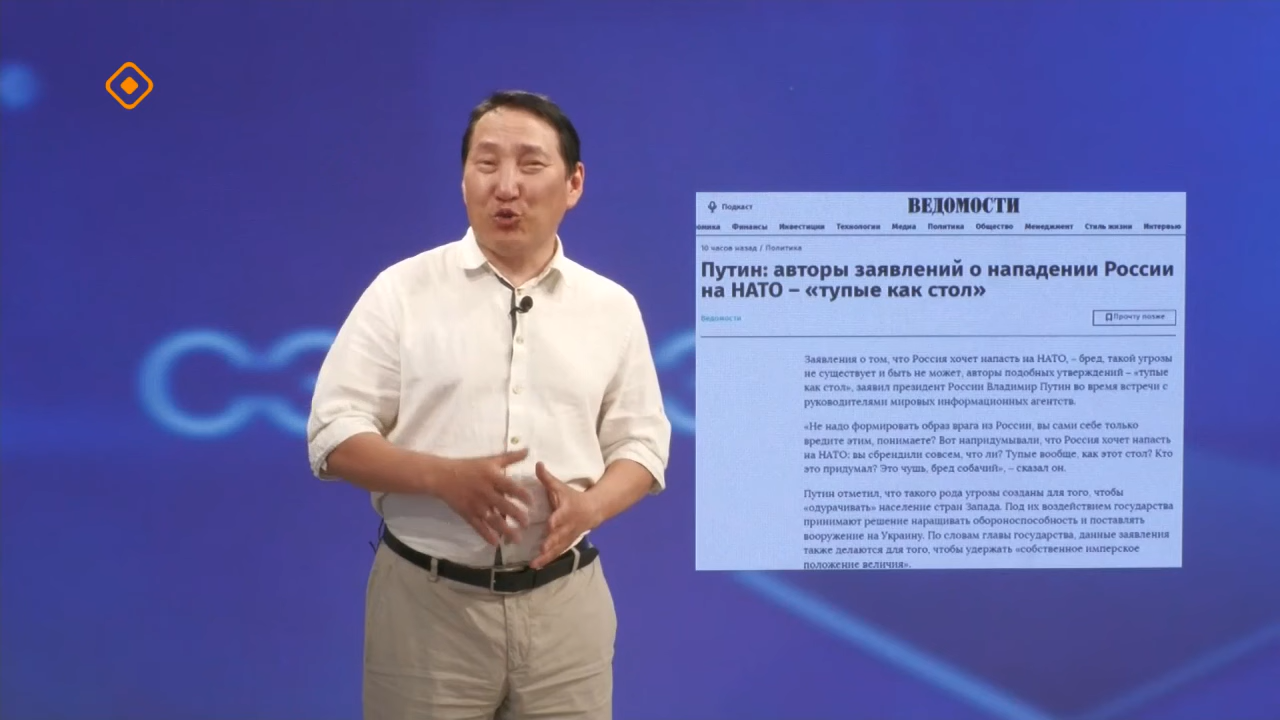 Подкаст
ВЕДОМОСТИ
Финансы Инвестиции Технологии Медиа Политика Общество Менеджмент Стиль жизни Интервью
10 часов назад / Политика
Путин: авторы заявлений о нападении России
на НАТО – «тупые как стол»
Ведомости
Прочту позже
Заявления о том, что Россия хочет напасть на НАТО, – бред, такой угрозы
не существует и быть не может, авторы подобных утверждений – «тупые
как стол», заявил президент России Владимир Путин во время встречи с
руководителями мировых информационных агентств.
«Не надо формировать образ врага из России, вы сами себе только
вредите этим, понимаете? Вот напридумывали, что Россия хочет напасть
на НАТО: вы сбрендили совсем, что ли? Тупые вообще, как этот стол? Кто
это придумал? Это чушь, бред собачий», – сказал он.
Путин отметил, что такого рода угрозы созданы для того, чтобы
«одурачивать» население стран Запада. Под их воздействием государства
принимают решение наращивать обороноспособность и поставлять
вооружение на Украину. По словам главы государства, данные заявления
также делаются для того, чтобы удержать «собственное имперское
положение величия».